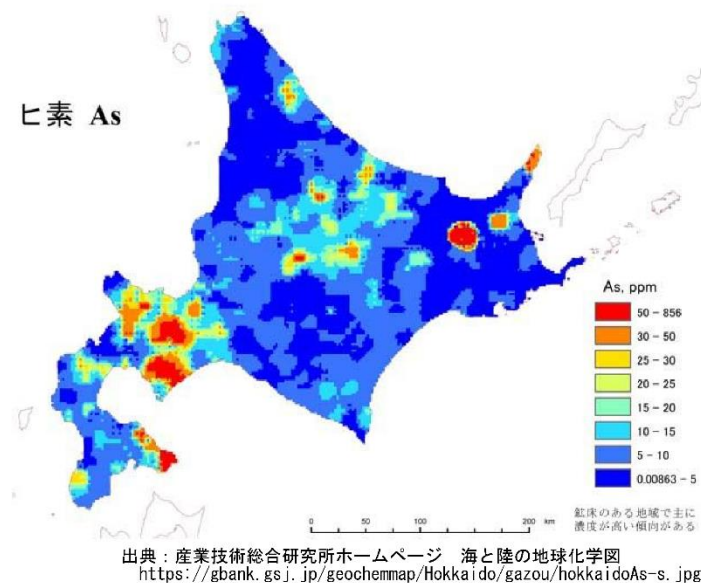 ヒ素 As
As, ppm
50 - 856
30 - 50
25 - 30
20 - 25
15 - 20
10 - 15
5 - 10
0.00863 - 5
鉱床のある地域で主に
濃度が高い傾向がある
0 50 100 200 km
出典：産業技術総合研究所ホームページ　海と陸の地球化学図
https://gbank.gsj.jp/geochemmap/Hokkaido/gazou/hokkaidoAs-s.jpg